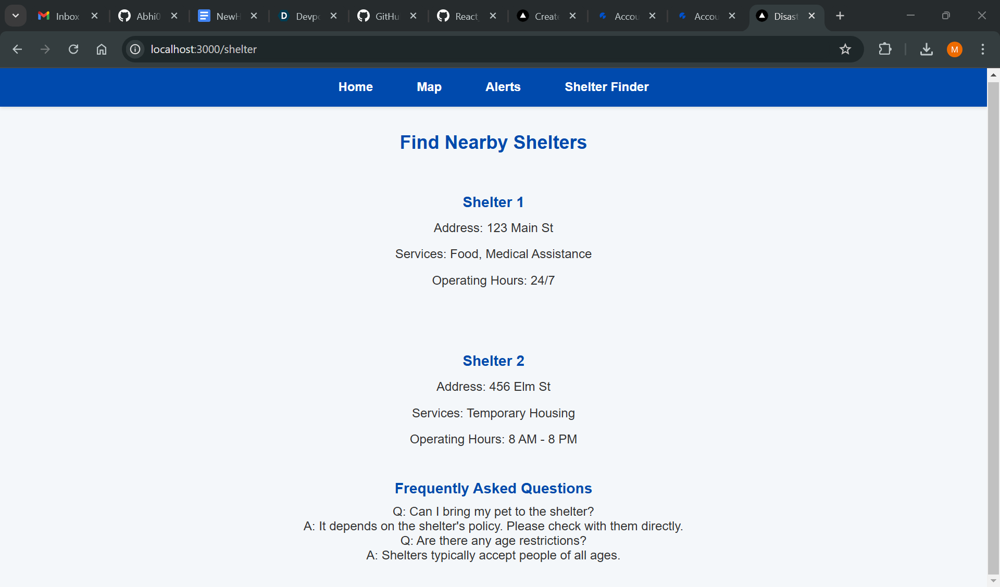 Inbox
Abhi
NewH
D
Devpo
GitHu
React
Create
Accou
Accou
Disast
localhost:3000/shelter
M
Home Map Alerts Shelter Finder
Find Nearby Shelters
Shelter 1
Address: 123 Main St
Services: Food, Medical Assistance
Operating Hours: 24/7
Shelter 2
Address: 456 Elm St
Services: Temporary Housing
Operating Hours: 8 AM - 8 PM
Frequently Asked Questions
Q: Can I bring my pet to the shelter?
A: It depends on the shelter's policy. Please check with them directly.
Q: Are there any age restrictions?
A: Shelters typically accept people of all ages.